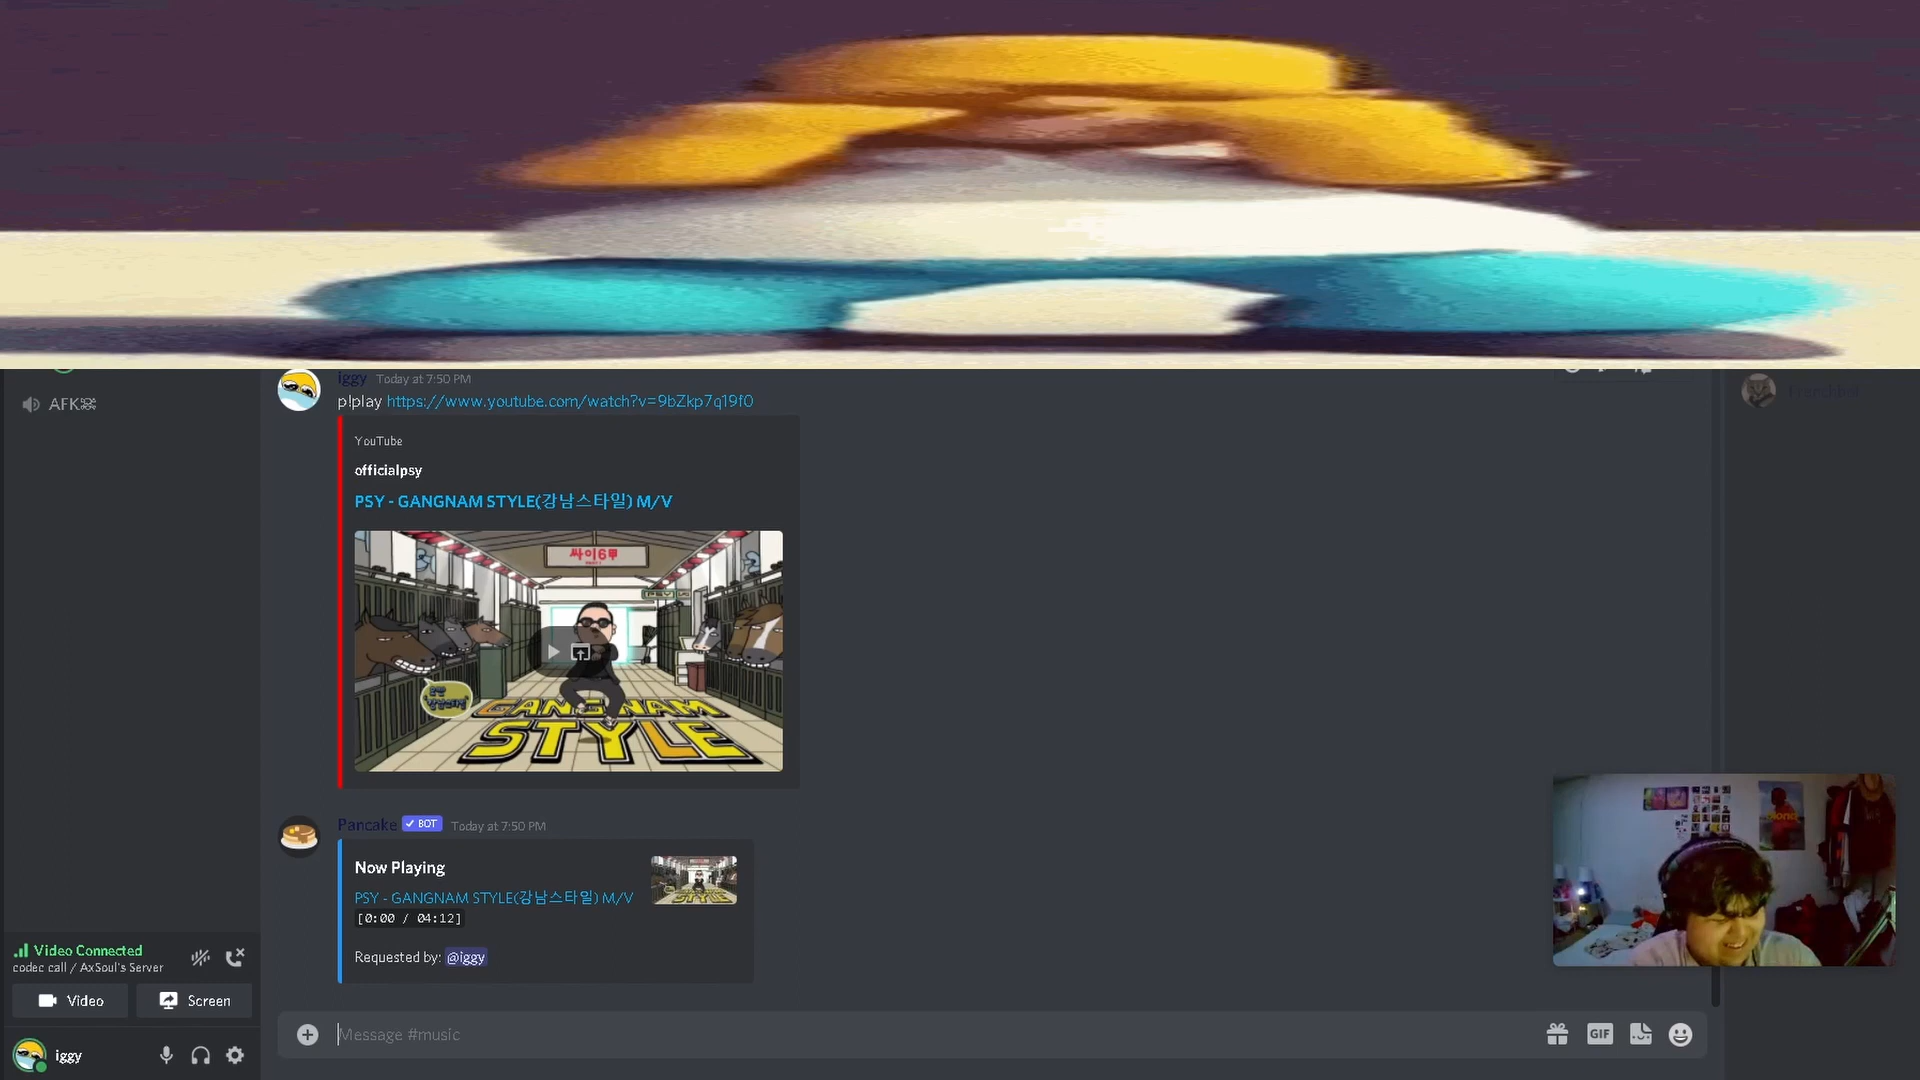 AFK
iggy Today at 7:50 PM
p!play https://www.youtube.com/watch?v=9bZkp7q19f0
YouTube
officialpsy
PSY - GANGNAM STYLE(강남스타일) M/V
싸이6甲
GANGNAM
STYLE
Pancake ✓ BOT Today at 7:50 PM
Now Playing
PSY - GANGNAM STYLE(강남스타일) M/V
[0:00 / 04:12]
Requested by: @iggy
Video Connected
codec call / AxSoul's Server
Video Screen
iggy
Message #music
GIF